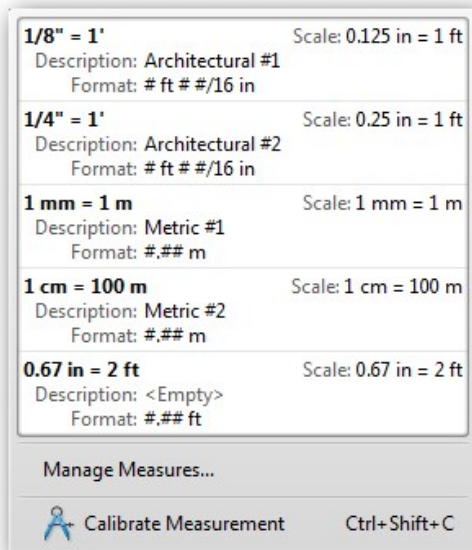 1/8" = 1' Scale: 0.125 in = 1 ft
Description: Architectural #1
Format: # ft # #/16 in
1/4" = 1' Scale: 0.25 in = 1 ft
Description: Architectural #2
Format: # ft # #/16 in
1 mm = 1 m Scale: 1 mm = 1 m
Description: Metric #1
Format: #.## m
1 cm = 100 m Scale: 1 cm = 100 m
Description: Metric #2
Format: #.## m
0.67 in = 2 ft Scale: 0.67 in = 2 ft
Description: <Empty>
Format: #.## ft
Manage Measures...
Calibrate Measurement Ctrl+Shift+C